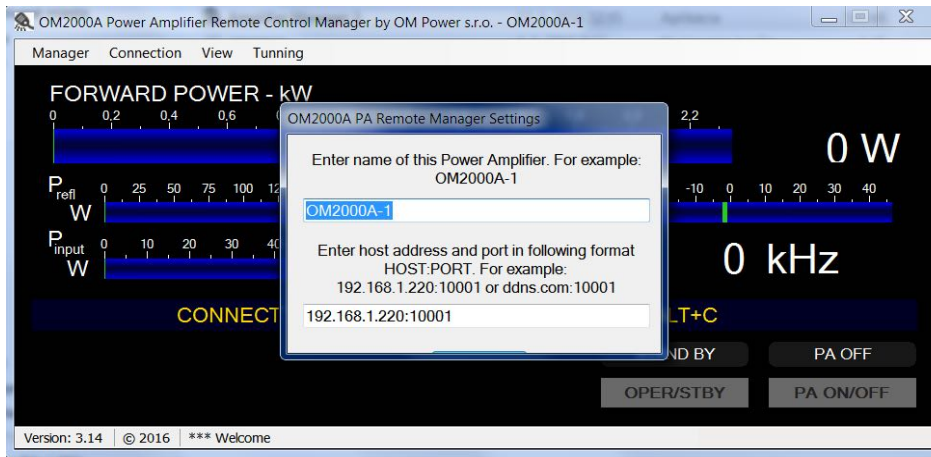 OM2000A Power Amplifier Remote Control Manager by OM Power s.r.o. - OM2000A-1
Manager Connection View Tunning
FORWARD POWER - kW
0 0,2 0,4 0,6 2,2
0 W
OM2000A PA Remote Manager Settings
Enter name of this Power Amplifier. For example:
OM2000A-1
OM2000A-1
Enter host address and port in following format
HOST:PORT. For example:
192.168.1.220:10001 or ddns.com:10001
192.168.1.220:10001
Prefl W 0 25 50 75 100 12
-10 0 10 20 30 40
Pinput W 0 10 20 30 40
0 kHz
CONNECT LT+C
ND BY PA OFF
OPER/STBY PA ON/OFF
Version: 3.14 © 2016 *** Welcome